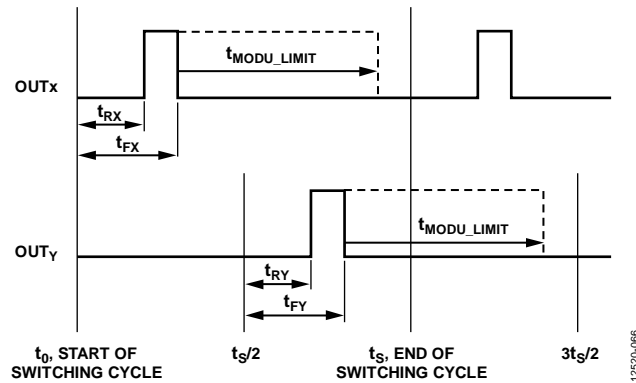 OUTX
tMODU_LIMIT
tRX
tFX
OUTY
tMODU_LIMIT
tRY
tFY
t0, START OF
SWITCHING CYCLE
tS/2
tS, END OF
SWITCHING CYCLE
3tS/2
12520-066